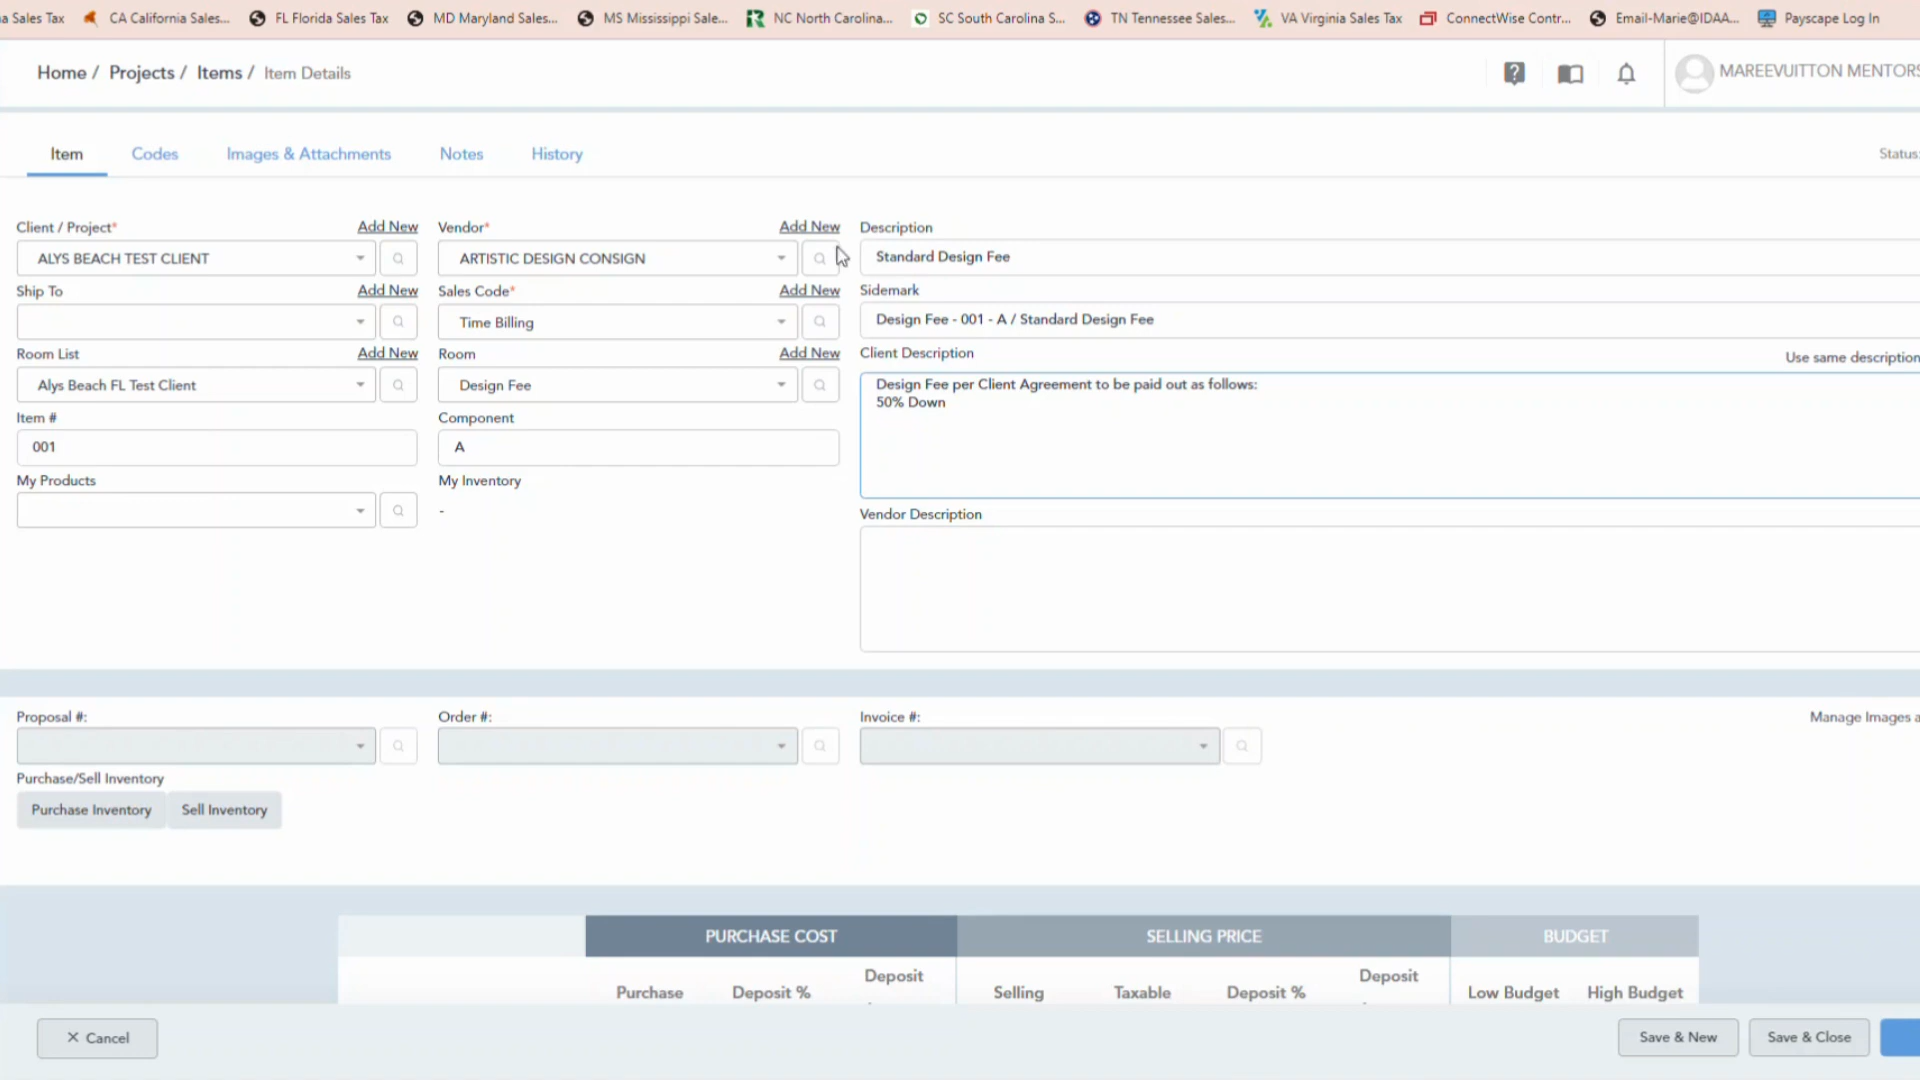 a Sales Tax CA California Sales... FL Florida Sales Tax MD Maryland Sales... MS Mississippi Sale... NC North Carolina... SC South Carolina S... TN Tennessee Sales... VA Virginia Sales Tax ConnectWise Contr... Email-Marie@IDAA... Payscape Log In
Home / Projects / Items / Item Details
MAREEVUITTON MENTORS
Item Codes Images & Attachments Notes History
Status:
Client / Project* Add New Vendor* Add New Description
ALYS BEACH TEST CLIENT ARTISTIC DESIGN CONSIGN Standard Design Fee
Ship To Add New Sales Code* Add New Sidemark
Time Billing Design Fee - 001 - A / Standard Design Fee
Room List Add New Room Add New Client Description Use same description
Alys Beach FL Test Client Design Fee Design Fee per Client Agreement to be paid out as follows:
50% Down
Item # Component
001 A
My Products My Inventory
-
Vendor Description
Proposal #: Order #: Invoice #: Manage Images a
Purchase/Sell Inventory
Purchase Inventory Sell Inventory
PURCHASE COST SELLING PRICE BUDGET
Deposit Deposit
Purchase Deposit % Selling Taxable Deposit % Low Budget High Budget
× Cancel Save & New Save & Close